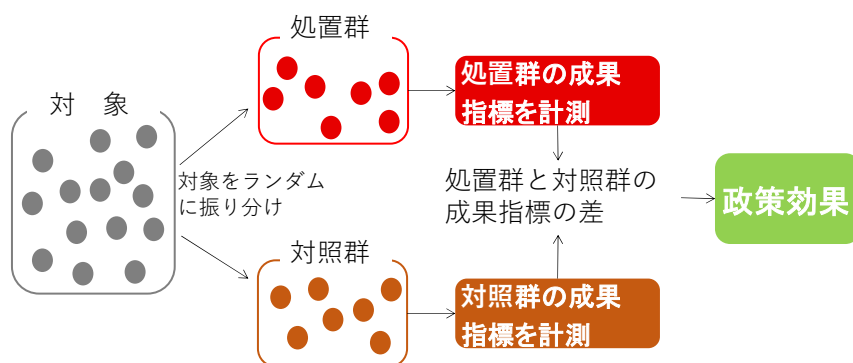 対　象
対象をランダム
に振り分け
処置群
処置群の成果
指標を計測
処置群と対照群の
成果指標の差
対照群
対照群の成果
指標を計測
政策効果